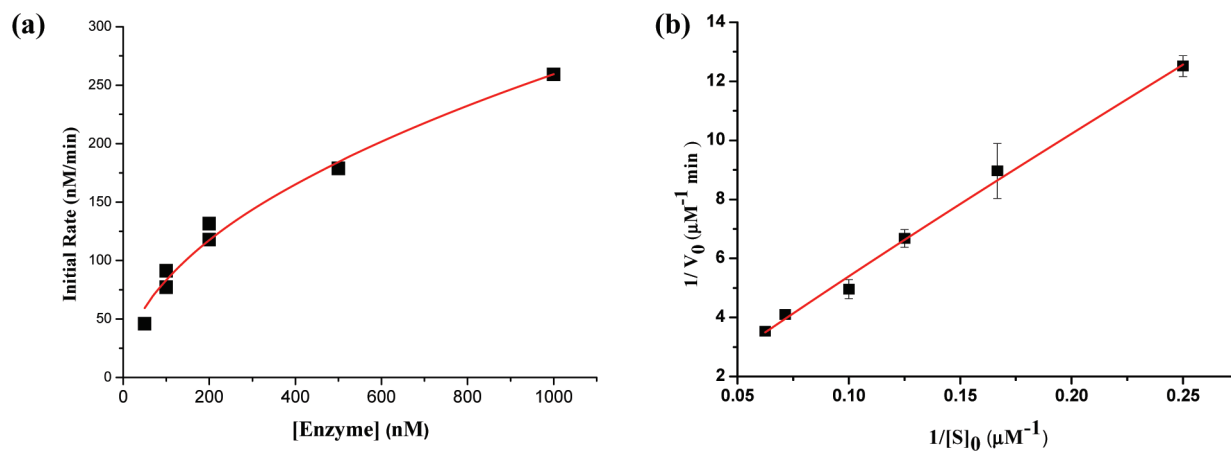 (a)
Initial Rate (nM/min)
300
250
200
150
100
50
0
0 200 400 600 800 1000
[Enzyme] (nM)
(b)
1/ V0 (µM-1 min )
14
12
10
8
6
4
2
0.05 0.10 0.15 0.20 0.25
1/[S]0 (µM-1)